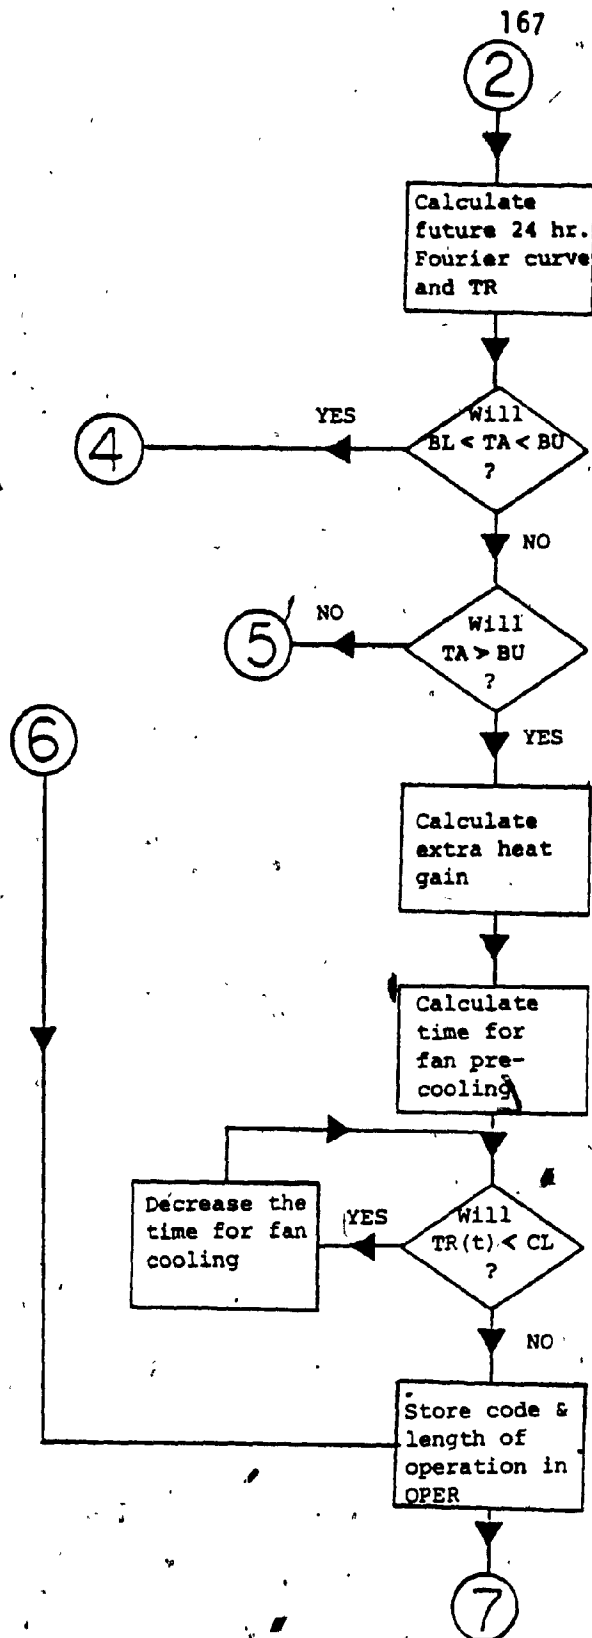 167
2
Calculate
future 24 hr.
Fourier curve
and TR
YES
Will
BL < TA < BU
?
4
NO
NO
Will
TA > BU
?
5
6
YES
Calculate
extra heat
gain
Calculate
time for
fan pre-
cooling
Decrease the
time for fan
cooling
YES
Will
TR(t) < CL
?
NO
Store code &
length of
operation in
OPER
7